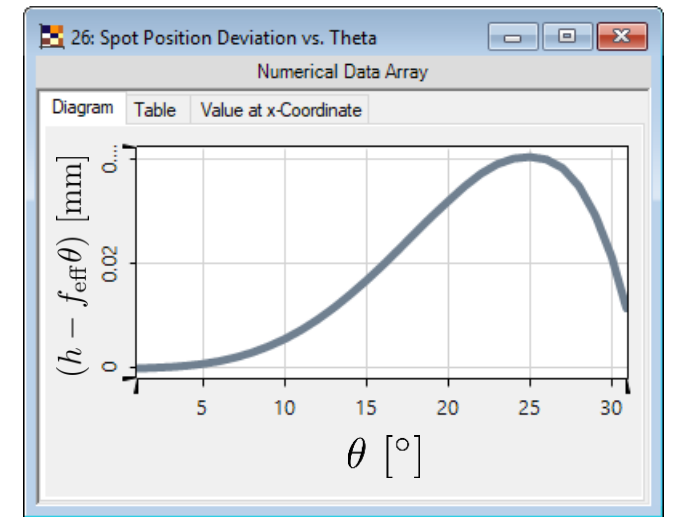 26: Spot Position Deviation vs. Theta
Numerical Data Array
Diagram Table Value at x-Coordinate
(h − f_eff θ) [mm]
0....
0.02
0
5 10 15 20 25 30
θ [°]